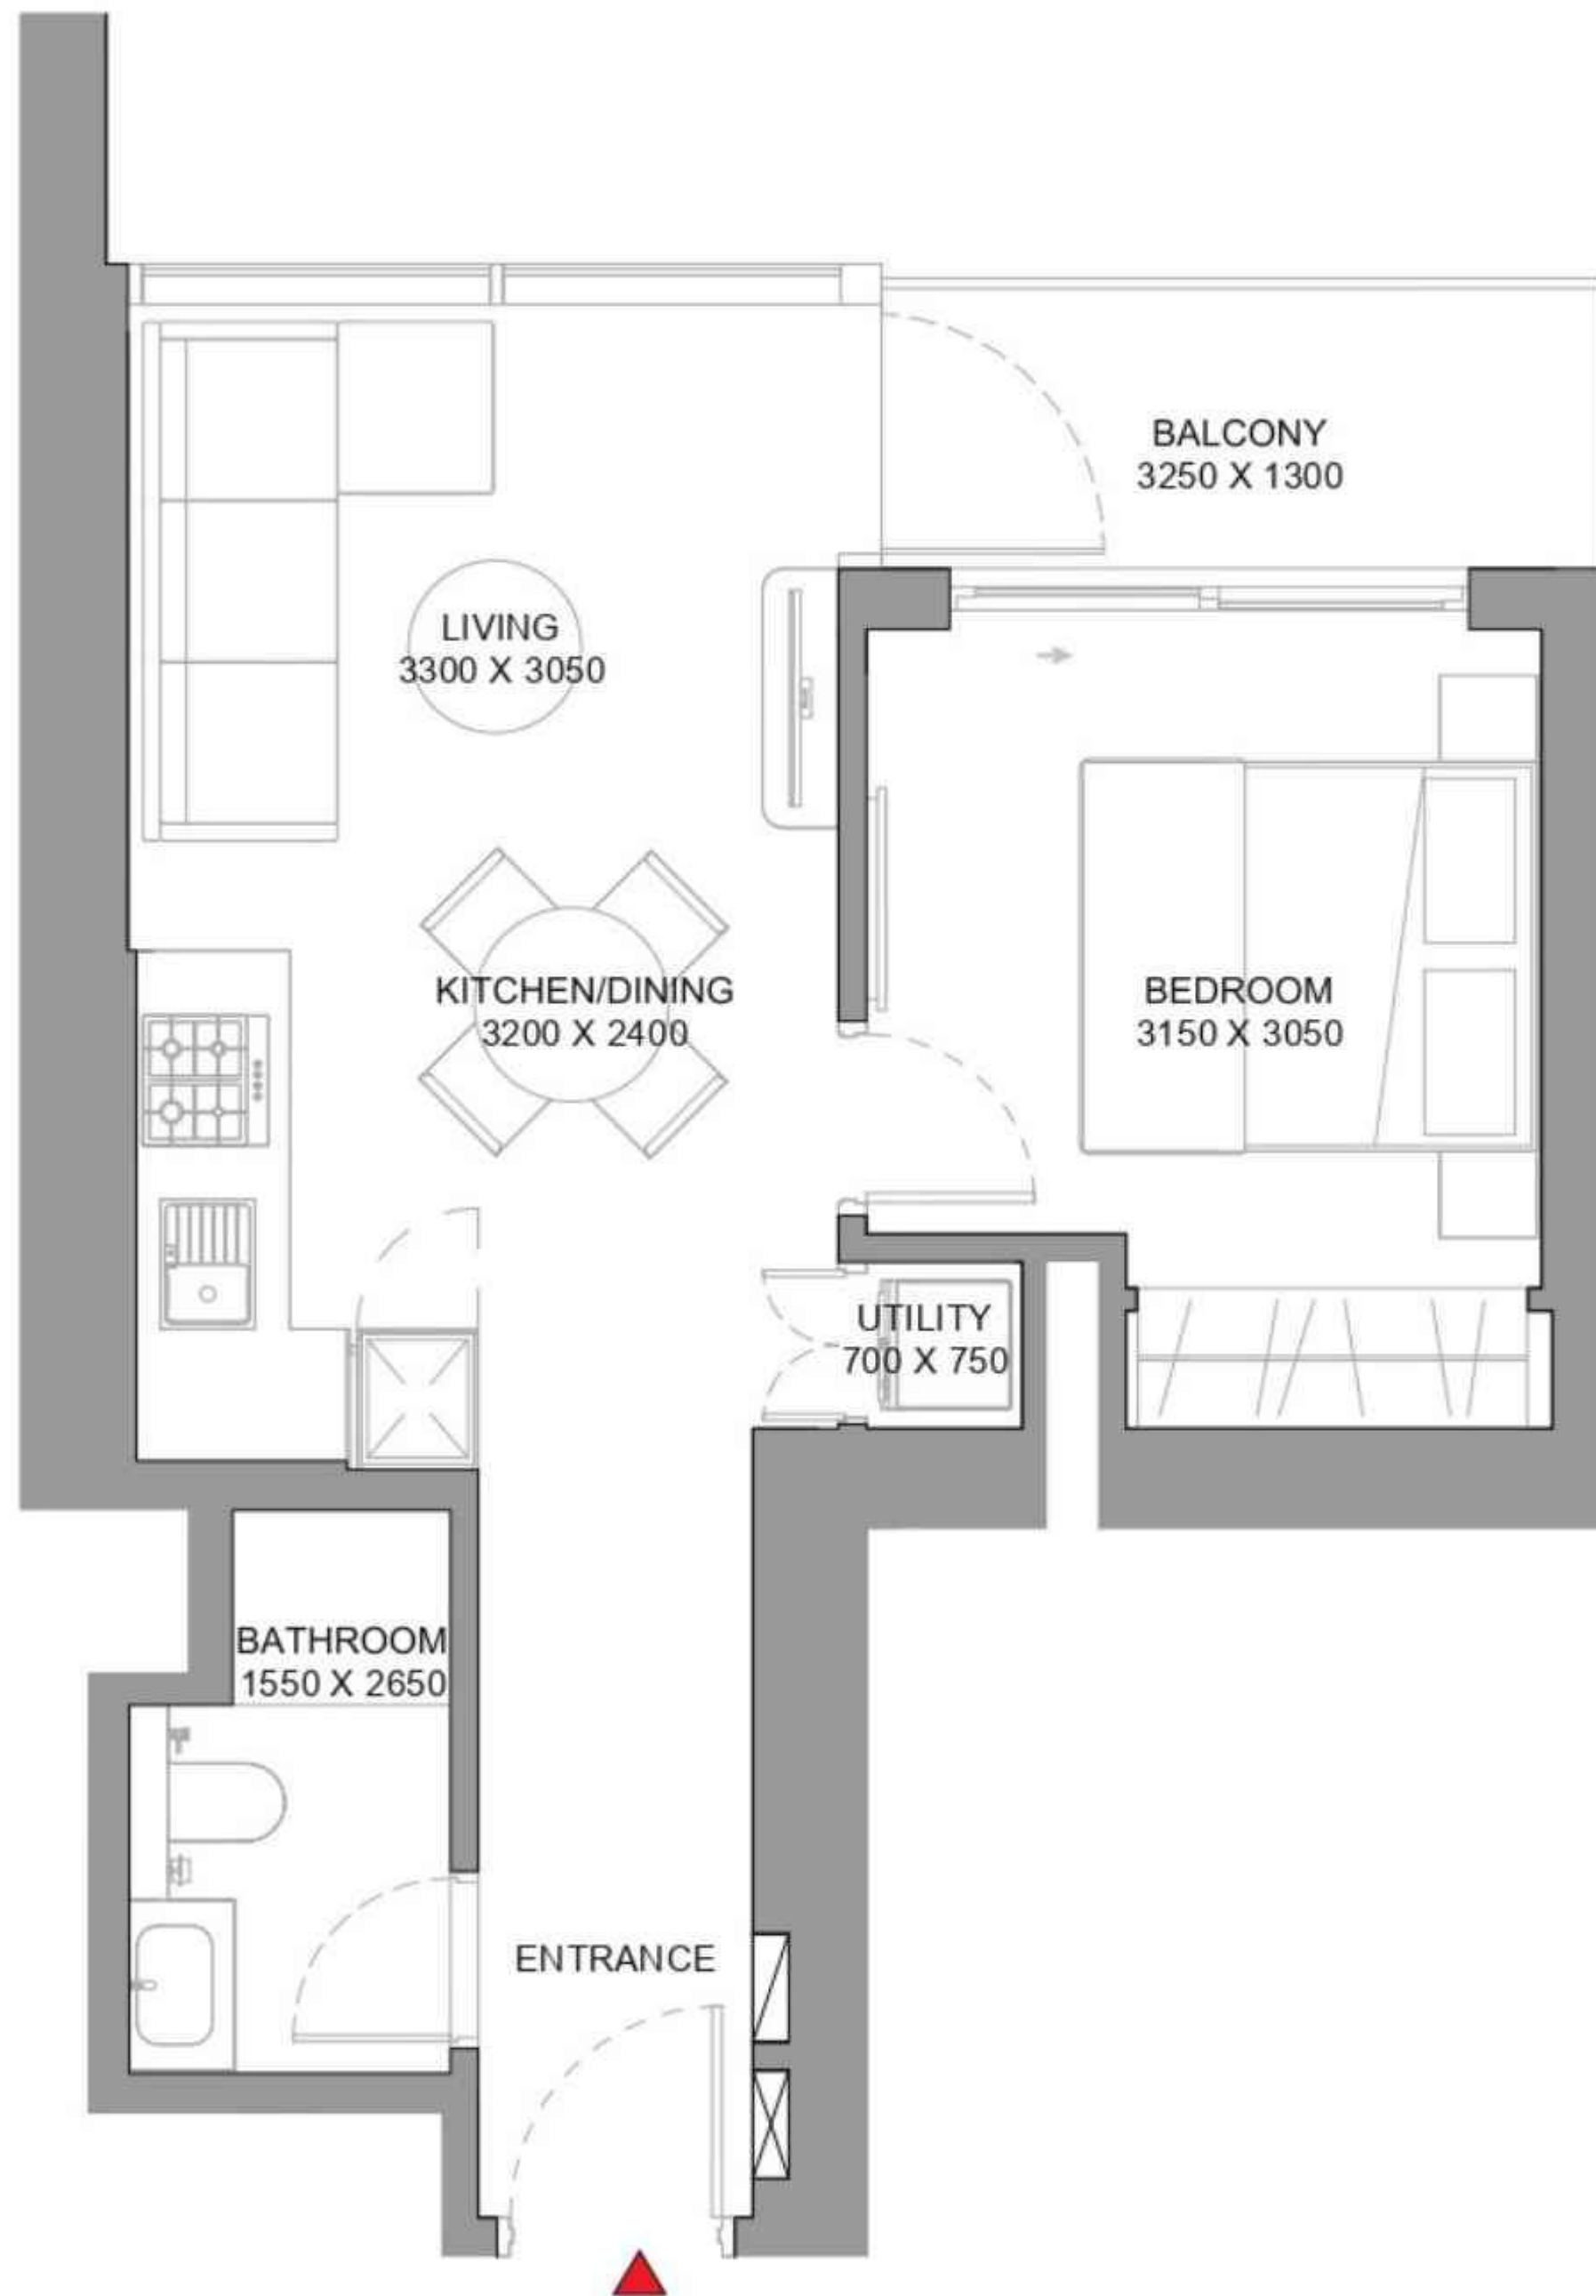 BALCONY
3250 X 1300
LIVING
3300 X 3050
KITCHEN/DINING
3200 X 2400
BEDROOM
3150 X 3050
UTILITY
700 X 750
BATHROOM
1550 X 2650
ENTRANCE